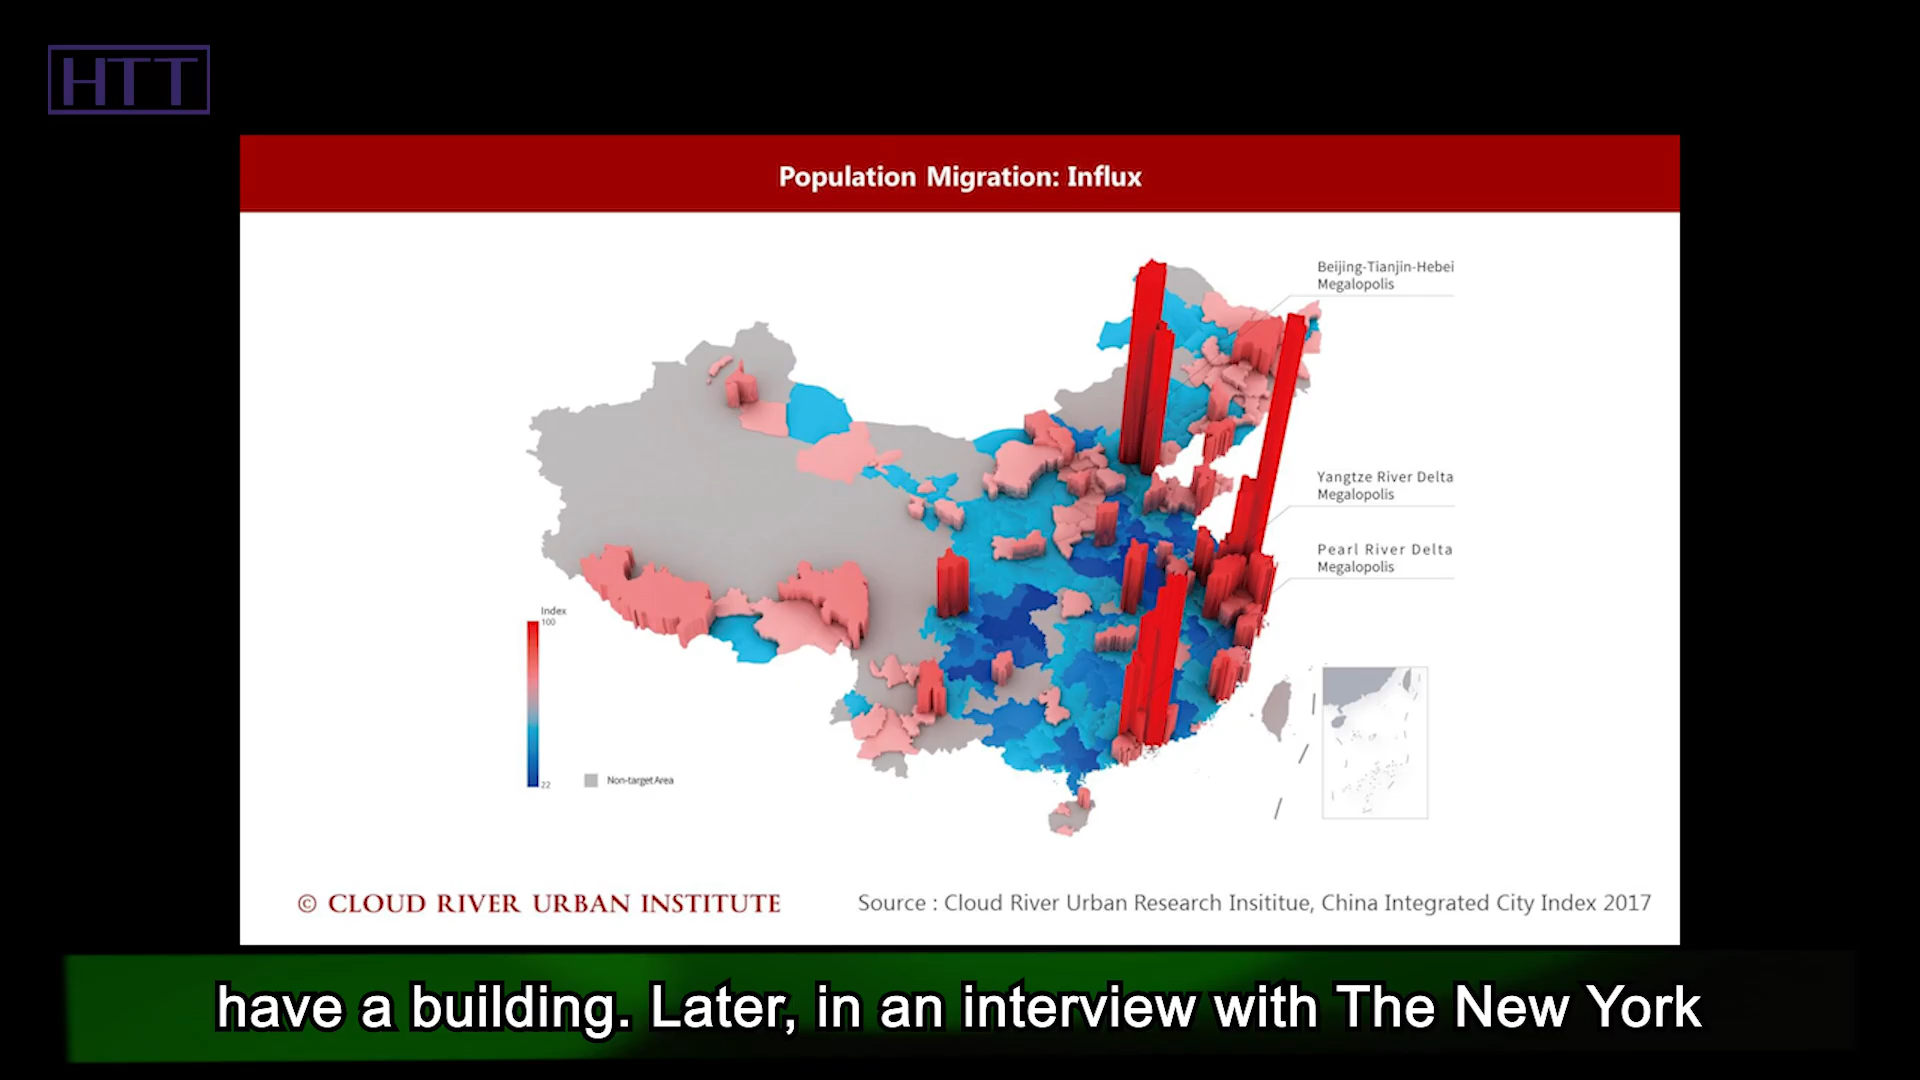 HTT
Population Migration: Influx
Beijing-Tianjin-Hebei
Megalopolis
Yangtze River Delta
Megalopolis
Pearl River Delta
Megalopolis
Index
100
22
Non-target Area
© CLOUD RIVER URBAN INSTITUTE
Source : Cloud River Urban Research Insititue, China Integrated City Index 2017
have a building. Later, in an interview with The New York